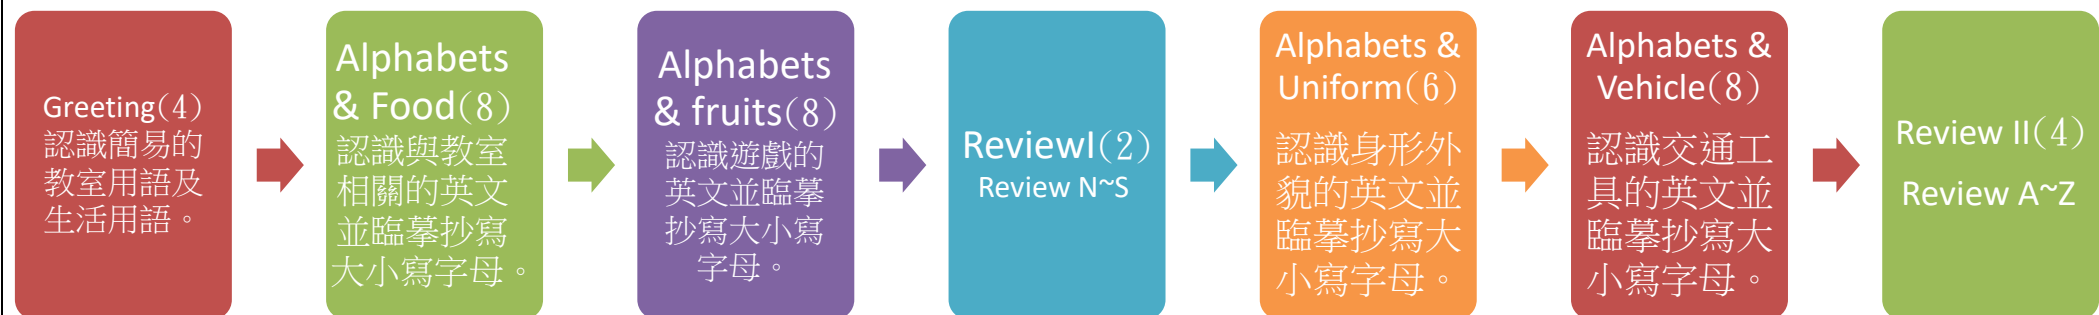 Greeting(4)
認識簡易的
教室用語及
生活用語。
Alphabets
& Food(8)
認識與教室
相關的英文
並臨摹抄寫
大小寫字母。
Alphabets
& fruits(8)
認識遊戲的
英文並臨摹
抄寫大小寫
字母。
ReviewI(2)
Review N~S
Alphabets &
Uniform(6)
認識身形外
貌的英文並
臨摹抄寫大
小寫字母。
Alphabets &
Vehicle(8)
認識交通工
具的英文並
臨摹抄寫大
小寫字母。
Review II(4)
Review A~Z